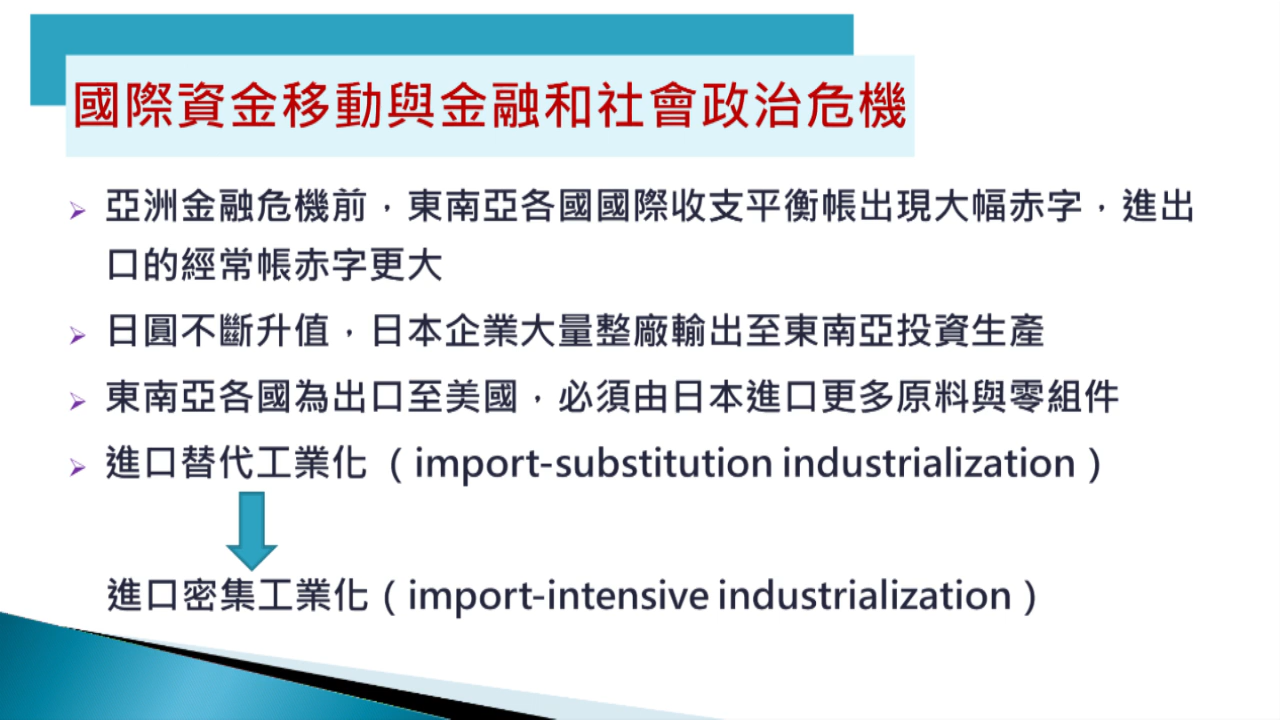 國際資金移動與金融和社會政治危機
亞洲金融危機前，東南亞各國國際收支平衡帳出現大幅赤字，進出
口的經常帳赤字更大
日圓不斷升值，日本企業大量整廠輸出至東南亞投資生產
東南亞各國為出口至美國，必須由日本進口更多原料與零組件
進口替代工業化（import-substitution industrialization）
進口密集工業化（import-intensive industrialization）